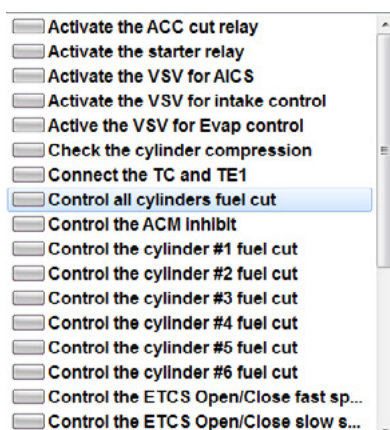 Activate the ACC cut relay
Activate the starter relay
Activate the VSV for AICS
Activate the VSV for intake control
Active the VSV for Evap control
Check the cylinder compression
Connect the TC and TE1
Control all cylinders fuel cut
Control the ACM inhibit
Control the cylinder #1 fuel cut
Control the cylinder #2 fuel cut
Control the cylinder #3 fuel cut
Control the cylinder #4 fuel cut
Control the cylinder #5 fuel cut
Control the cylinder #6 fuel cut
Control the ETCS Open/Close fast sp...
Control the ETCS Open/Close slow s...